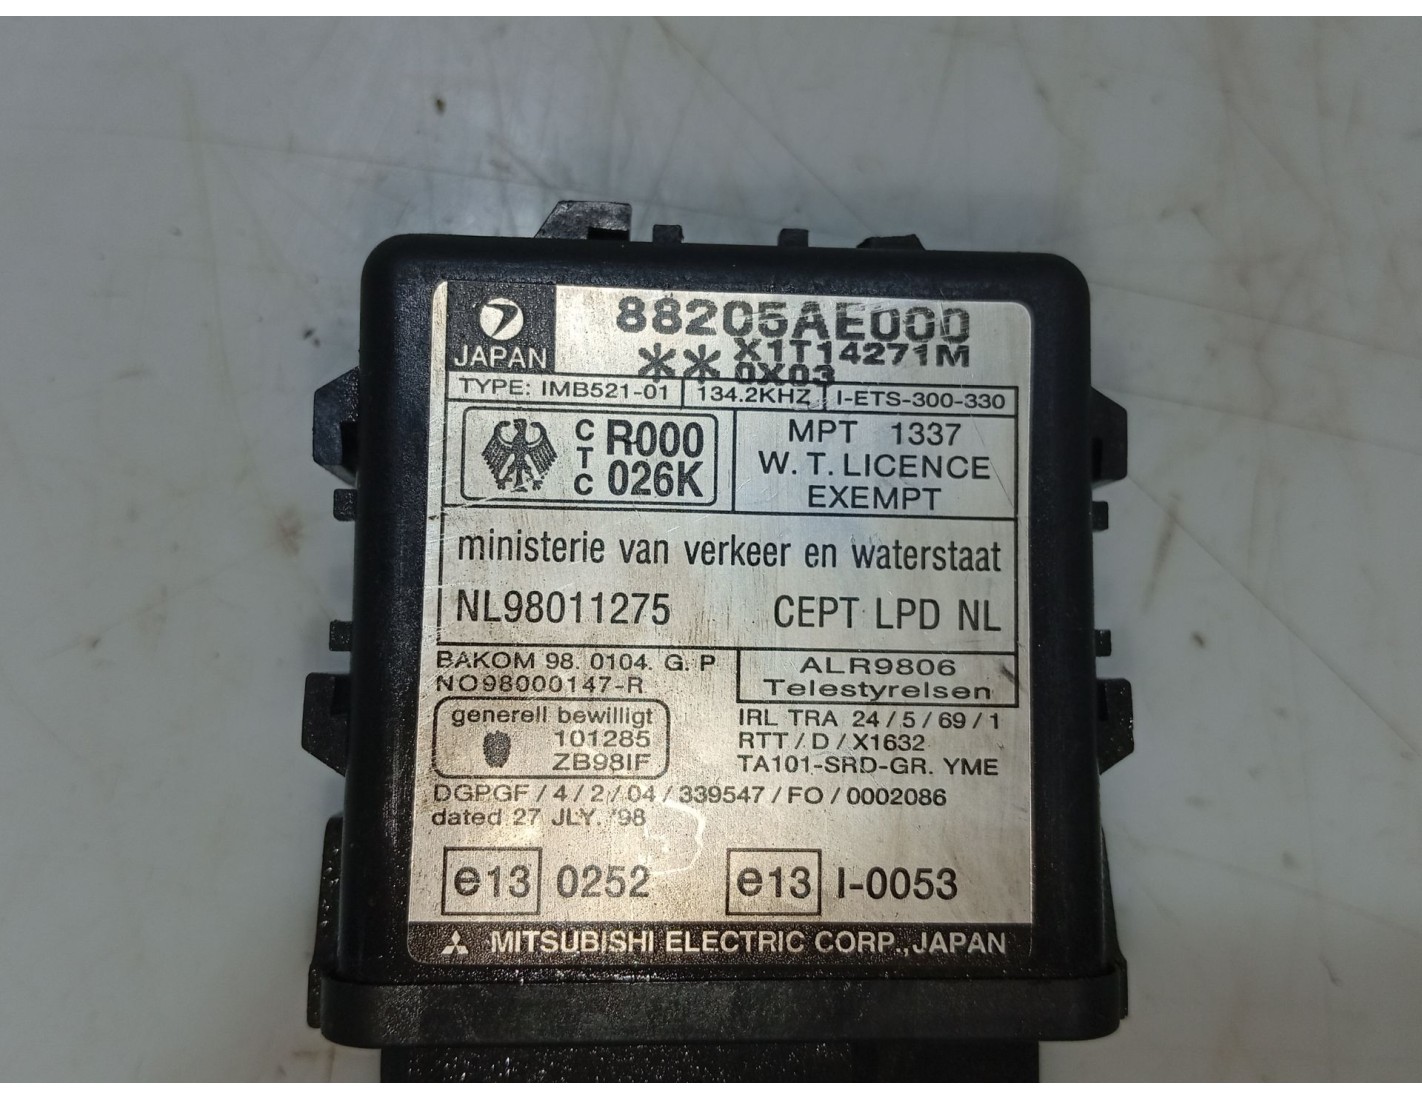 JAPAN
88205AE000
** X1T14271M
0X03
TYPE: IMB521-01 134.2KHZ I-ETS-300-330
CTC R000
026K
MPT 1337
W. T. LICENCE
EXEMPT
ministerie van verkeer en waterstaat
NL98011275 CEPT LPD NL
BAKOM 98. 0104. G. P
NO98000147-R
ALR9806
Telestyrelsen
generell bewilligt
101285
ZB98IF
IRL TRA 24/5/69/1
RTT/D/X1632
TA101-SRD-GR. YME
DGPGF/4/2/04/339547/FO/0002086
dated 27 JLY. '98
e13 0252 e13 I-0053
MITSUBISHI ELECTRIC CORP., JAPAN